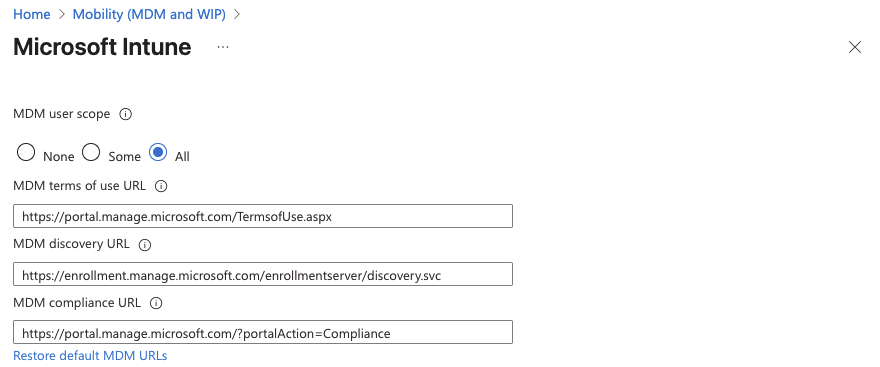 Home > Mobility (MDM and WIP) >
Microsoft Intune ...
MDM user scope
None Some All
MDM terms of use URL
https://portal.manage.microsoft.com/TermsofUse.aspx
MDM discovery URL
https://enrollment.manage.microsoft.com/enrollmentserver/discovery.svc
MDM compliance URL
https://portal.manage.microsoft.com/?portalAction=Compliance
Restore default MDM URLs